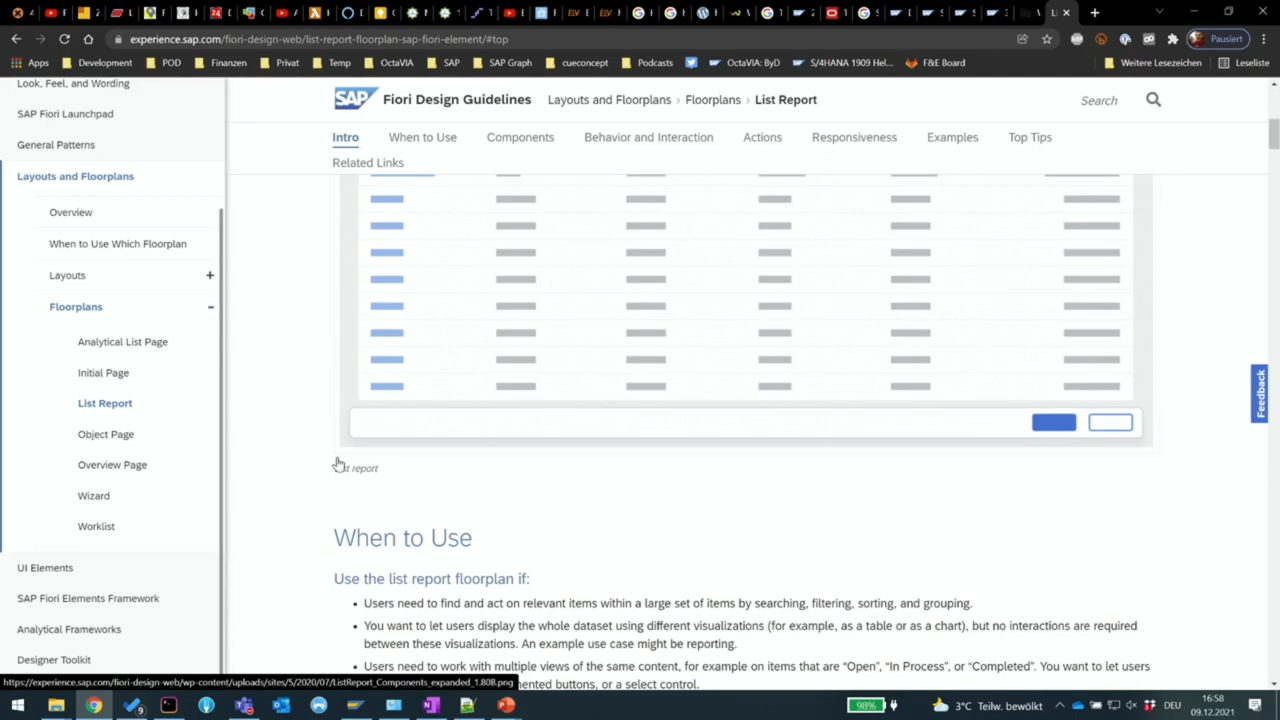 experience.sap.com/fiori-design-web/list-report-floorplan-sap-fiori-element/#top
Pausiert
Apps
Development
POD
Finanzen
Privat
Temp
OctaVIA
SAP
SAP Graph
cueconcept
Podcasts
OctaVIA: ByD
S/4HANA 1909 Hel...
F&E Board
Weitere Lesezeichen
Leseliste
Look, Feel, and Wording
SAP Fiori Launchpad
General Patterns
Layouts and Floorplans
Overview
When to Use Which Floorplan
Layouts +
Floorplans -
Analytical List Page
Initial Page
List Report
Object Page
Overview Page
Wizard
Worklist
UI Elements
SAP Fiori Elements Framework
Analytical Frameworks
Designer Toolkit
SAP Fiori Design Guidelines
Layouts and Floorplans › Floorplans › List Report
Search
Intro
When to Use
Components
Behavior and Interaction
Actions
Responsiveness
Examples
Top Tips
Related Links
report
Feedback
When to Use
Use the list report floorplan if:
• Users need to find and act on relevant items within a large set of items by searching, filtering, sorting, and grouping.
• You want to let users display the whole dataset using different visualizations (for example, as a table or as a chart), but no interactions are required
between these visualizations. An example use case might be reporting.
• Users need to work with multiple views of the same content, for example on items that are “Open”, “In Process”, or “Completed”. You want to let users
mented buttons, or a select control.
https://experience.sap.com/fiori-design-web/wp-content/uploads/sites/5/2020/07/ListReport_Components_expanded_1.80B.png
98%
3°C Teilw. bewölkt
DEU
16:58
09.12.2021